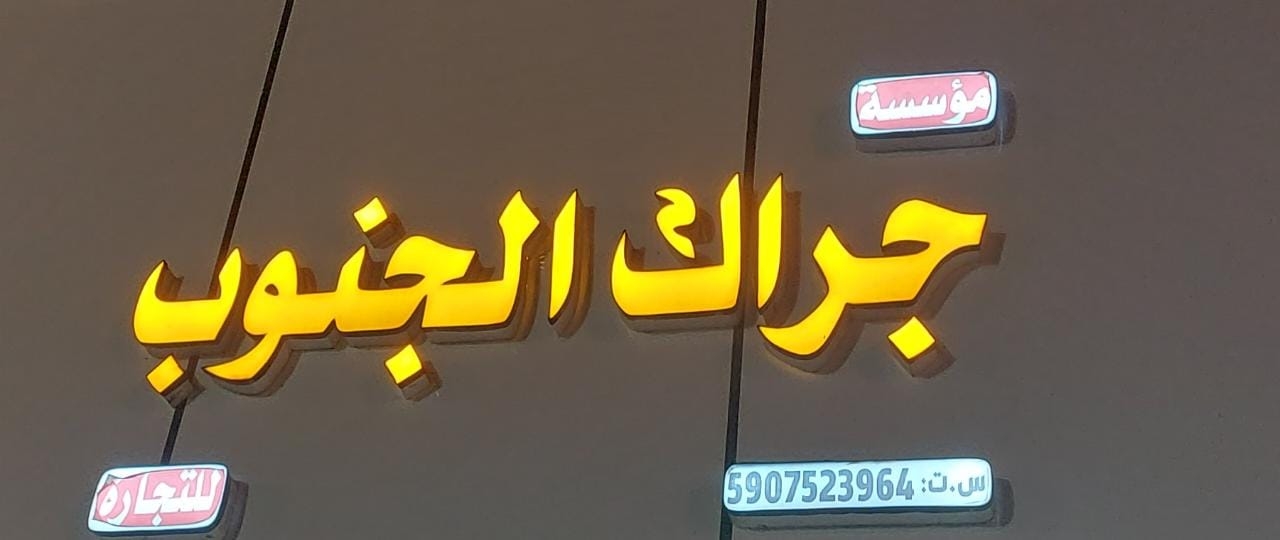 مؤسسة
جراك الجنوب
للتجاره
س.ت: 5907523964